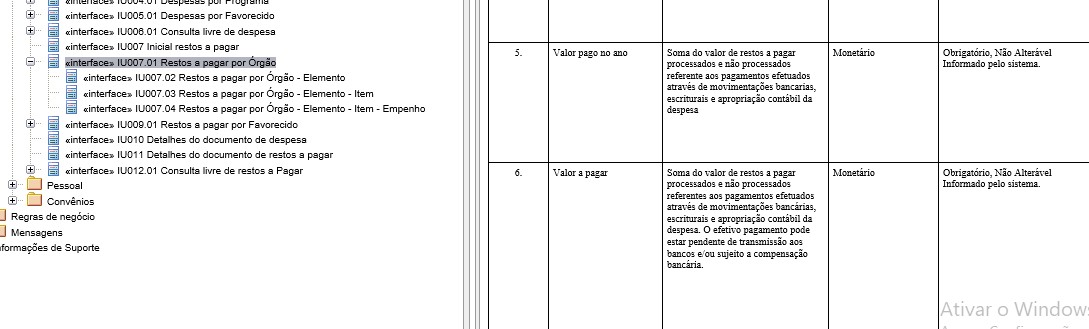 «interface» IU004.01 Despesas por Programa
«interface» IU005.01 Despesas por Favorecido
«interface» IU006.01 Consulta livre de despesa
«interface» IU007 Inicial restos a pagar
«interface» IU007.01 Restos a pagar por Órgão
«interface» IU007.02 Restos a pagar por Órgão - Elemento
«interface» IU007.03 Restos a pagar por Órgão - Elemento - Item
«interface» IU007.04 Restos a pagar por Órgão - Elemento - Item - Empenho
«interface» IU009.01 Restos a pagar por Favorecido
«interface» IU010 Detalhes do documento de despesa
«interface» IU011 Detalhes do documento de restos a pagar
«interface» IU012.01 Consulta livre de restos a Pagar
Pessoal
Convênios
Regras de negócio
Mensagens
nformações de Suporte
5.
Valor pago no ano
Soma do valor de restos a pagar
processados e não processados
referente aos pagamentos efetuados
através de movimentações bancarias,
escriturais e apropriação contábil da
despesa
Monetário
Obrigatório, Não Alterável
Informado pelo sistema.
6.
Valor a pagar
Soma do valor de restos a pagar
processados e não processados
referentes aos pagamentos efetuados
através de movimentações bancárias,
escriturais e apropriação contábil da
despesa. O efetivo pagamento pode
estar pendente de transmissão aos
bancos e/ou sujeito a compensação
bancária.
Monetário
Obrigatório, Não Alterável
Informado pelo sistema.
Ativar o Windows